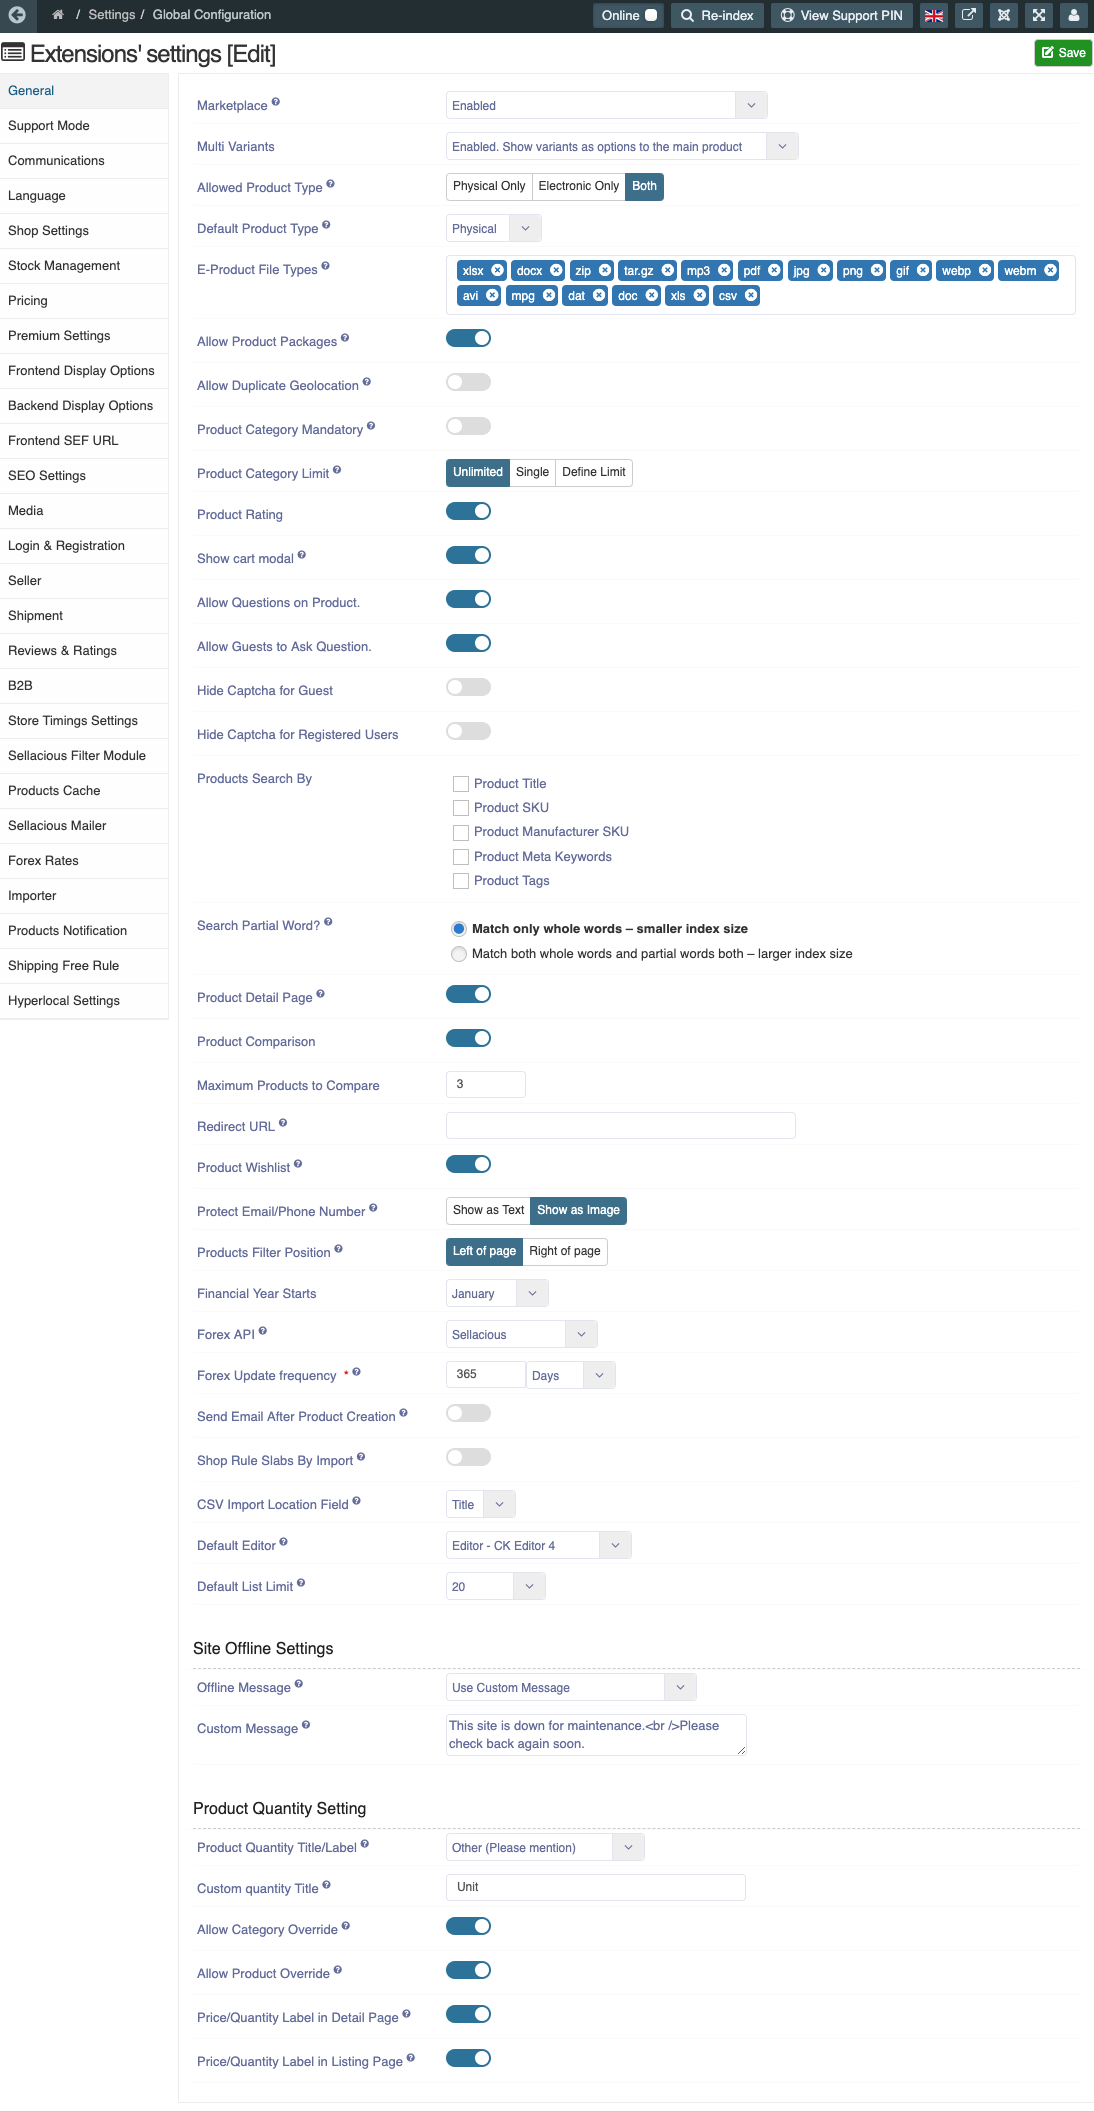 / Settings / Global Configuration
Online
Re-index
View Support PIN
Extensions' settings [Edit]
Save
General
Support Mode
Communications
Language
Shop Settings
Stock Management
Pricing
Premium Settings
Frontend Display Options
Backend Display Options
Frontend SEF URL
SEO Settings
Media
Login & Registration
Seller
Shipment
Reviews & Ratings
B2B
Store Timings Settings
Sellacious Filter Module
Products Cache
Sellacious Mailer
Forex Rates
Importer
Products Notification
Shipping Free Rule
Hyperlocal Settings
Marketplace Enabled
Multi Variants Enabled. Show variants as options to the main product
Allowed Product Type Physical Only Electronic Only Both
Default Product Type Physical
E-Product File Types xlsx docx zip tar.gz mp3 pdf jpg png gif webp webm
avi mpg dat doc xls csv
Allow Product Packages
Allow Duplicate Geolocation
Product Category Mandatory
Product Category Limit Unlimited Single Define Limit
Product Rating
Show cart modal
Allow Questions on Product.
Allow Guests to Ask Question.
Hide Captcha for Guest
Hide Captcha for Registered Users
Products Search By Product Title
Product SKU
Product Manufacturer SKU
Product Meta Keywords
Product Tags
Search Partial Word? Match only whole words – smaller index size
Match both whole words and partial words both – larger index size
Product Detail Page
Product Comparison
Maximum Products to Compare 3
Redirect URL
Product Wishlist
Protect Email/Phone Number Show as Text Show as Image
Products Filter Position Left of page Right of page
Financial Year Starts January
Forex API Sellacious
Forex Update frequency * 365 Days
Send Email After Product Creation
Shop Rule Slabs By Import
CSV Import Location Field Title
Default Editor Editor - CK Editor 4
Default List Limit 20
Site Offline Settings
Offline Message Use Custom Message
Custom Message This site is down for maintenance.<br />Please
check back again soon.
Product Quantity Setting
Product Quantity Title/Label Other (Please mention)
Custom quantity Title Unit
Allow Category Override
Allow Product Override
Price/Quantity Label in Detail Page
Price/Quantity Label in Listing Page